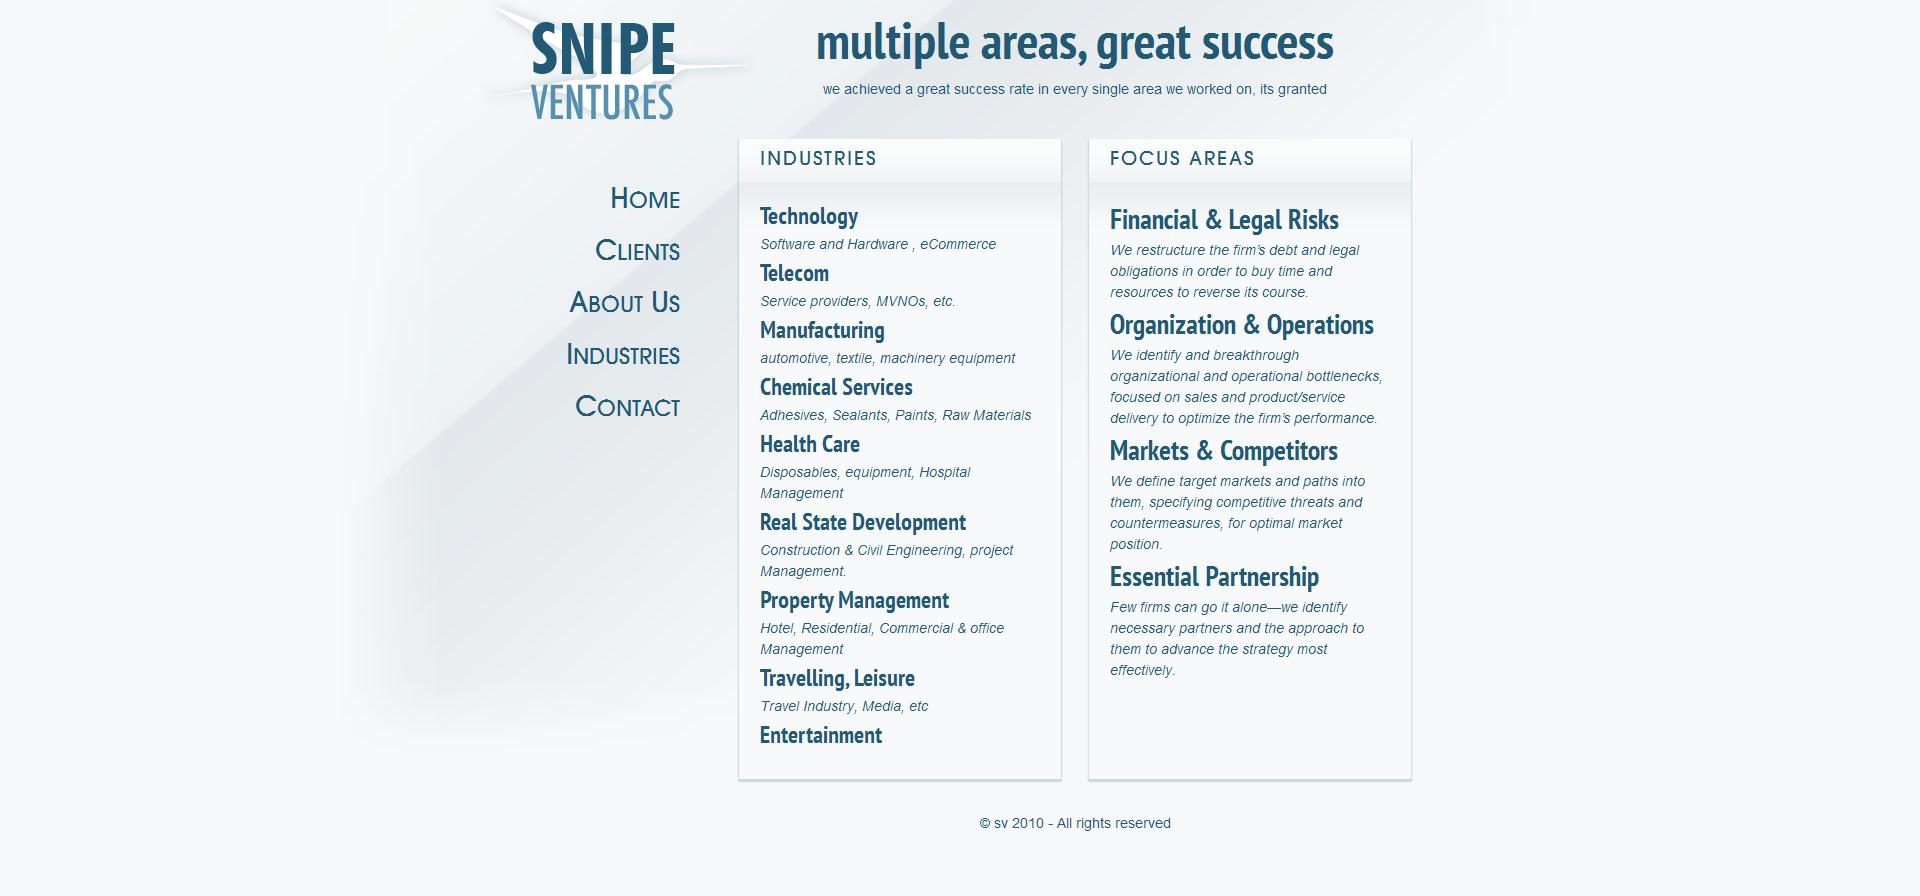 SNIPE
VENTURES
multiple areas, great success
we achieved a great success rate in every single area we worked on, its granted
Home
Clients
About Us
Industries
Contact
INDUSTRIES
Technology
Software and Hardware , eCommerce
Telecom
Service providers, MVNOs, etc.
Manufacturing
automotive, textile, machinery equipment
Chemical Services
Adhesives, Sealants, Paints, Raw Materials
Health Care
Disposables, equipment, Hospital
Management
Real State Development
Construction & Civil Engineering, project
Management.
Property Management
Hotel, Residential, Commercial & office
Management
Travelling, Leisure
Travel Industry, Media, etc
Entertainment
FOCUS AREAS
Financial & Legal Risks
We restructure the firm's debt and legal
obligations in order to buy time and
resources to reverse its course.
Organization & Operations
We identify and breakthrough
organizational and operational bottlenecks,
focused on sales and product/service
delivery to optimize the firm's performance.
Markets & Competitors
We define target markets and paths into
them, specifying competitive threats and
countermeasures, for optimal market
position.
Essential Partnership
Few firms can go it alone—we identify
necessary partners and the approach to
them to advance the strategy most
effectively.
© sv 2010 - All rights reserved